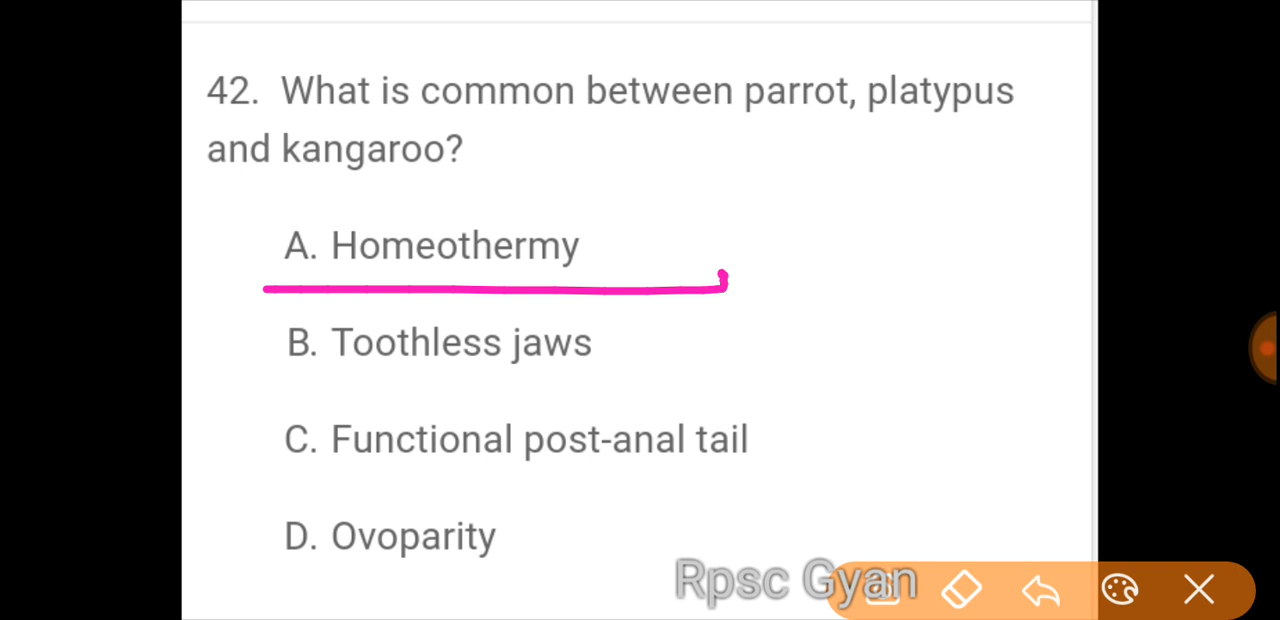 42. What is common between parrot, platypus
and kangaroo?
A. Homeothermy
B. Toothless jaws
C. Functional post-anal tail
D. Ovoparity
Rpsc Gyan